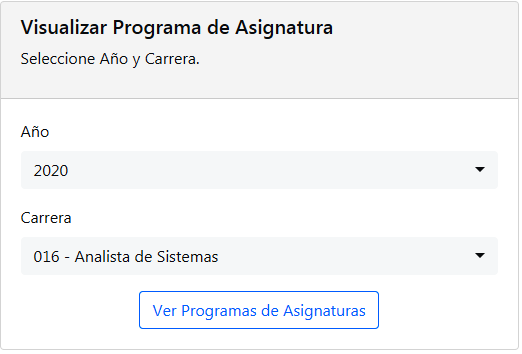 Visualizar Programa de Asignatura
Seleccione Año y Carrera.
Año
2020
Carrera
016 - Analista de Sistemas
Ver Programas de Asignaturas